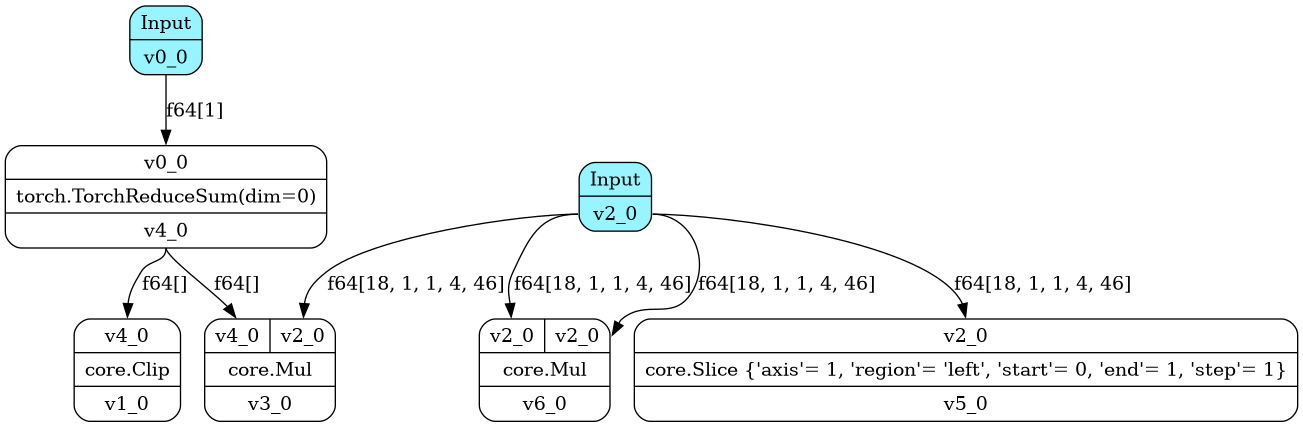 Input
v0_0
f64[1]
v0_0
torch.TorchReduceSum(dim=0)
v4_0
Input
v2_0
f64[]
f64[]
f64[18, 1, 1, 4, 46]
f64[18, 1, 1, 4, 46]
f64[18, 1, 1, 4, 46]
f64[18, 1, 1, 4, 46]
v4_0
core.Clip
v1_0
v4_0 v2_0
core.Mul
v3_0
v2_0 v2_0
core.Mul
v6_0
v2_0
core.Slice {'axis'= 1, 'region'= 'left', 'start'= 0, 'end'= 1, 'step'= 1}
v5_0